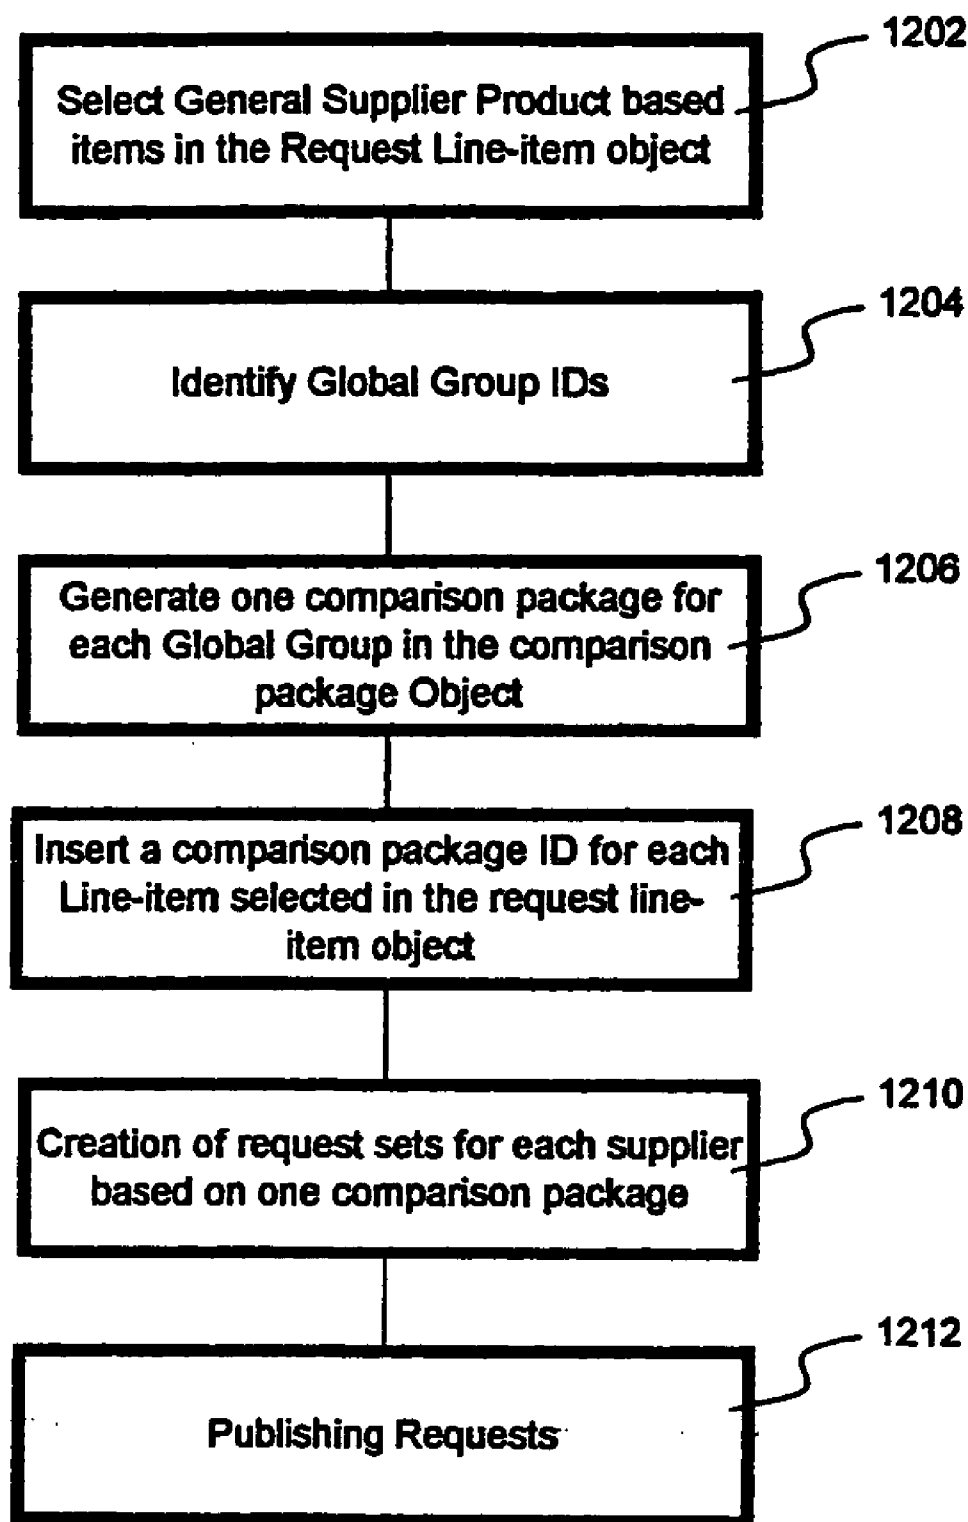 1202
Select General Supplier Product based
items in the Request Line-item object
1204
Identify Global Group IDs
1206
Generate one comparison package for
each Global Group in the comparison
package Object
1208
Insert a comparison package ID for each
Line-item selected in the request line-
item object
1210
Creation of request sets for each supplier
based on one comparison package
1212
Publishing Requests